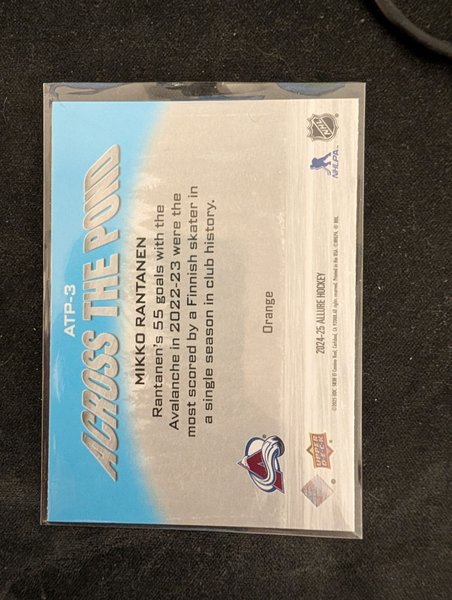 ATP-3
ACROSS THE POND
MIKKO RANTANEN
Rantanen's 55 goals with the
Avalanche in 2022-23 were the
most scored by a Finnish skater in
a single season in club history.
Orange
NHL
NHLPA
2024-25 ALLURE HOCKEY
UPPER DECK